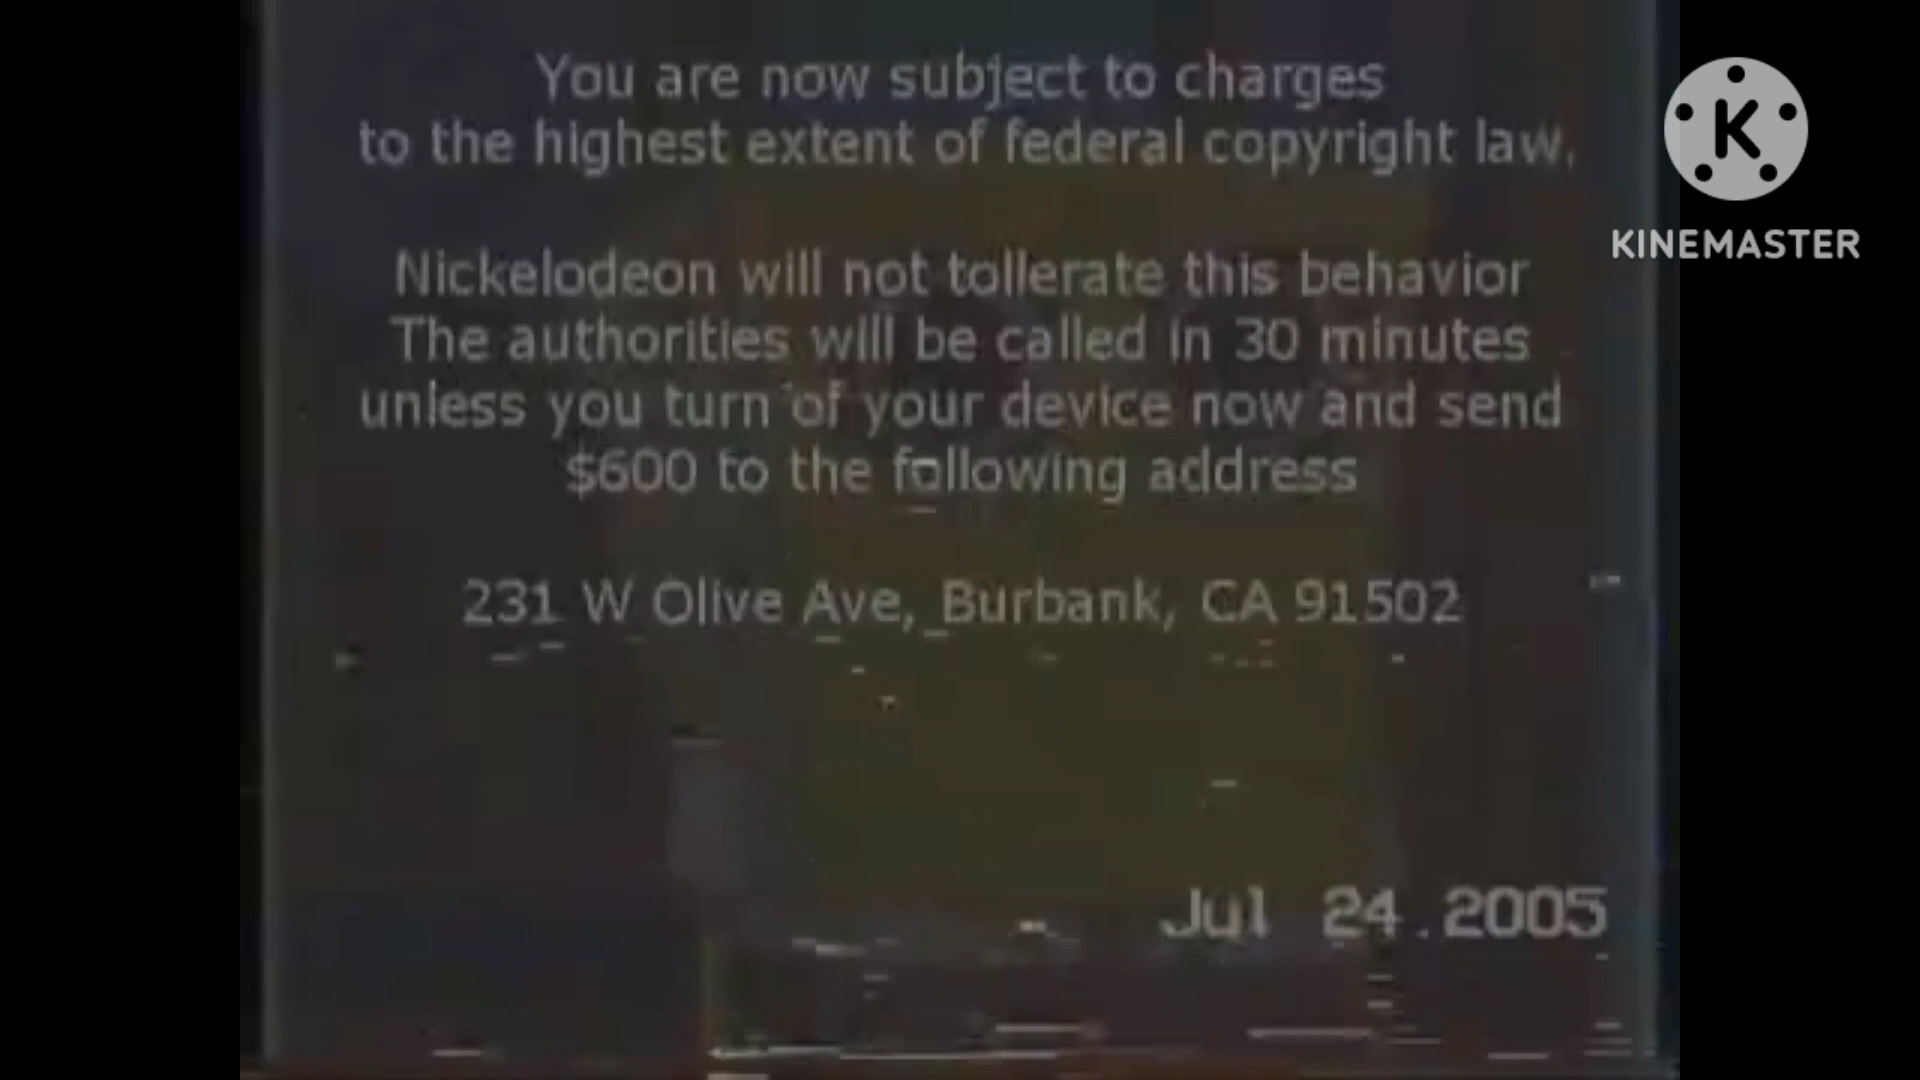 You are now subject to charges
to the highest extent of federal copyright law.
Nickelodeon will not tollerate this behavior
The authorities will be called in 30 minutes
unless you turn of your device now and send
$600 to the following address
231 W Olive Ave, Burbank, CA 91502
Jul 24.2005
K
KINEMASTER